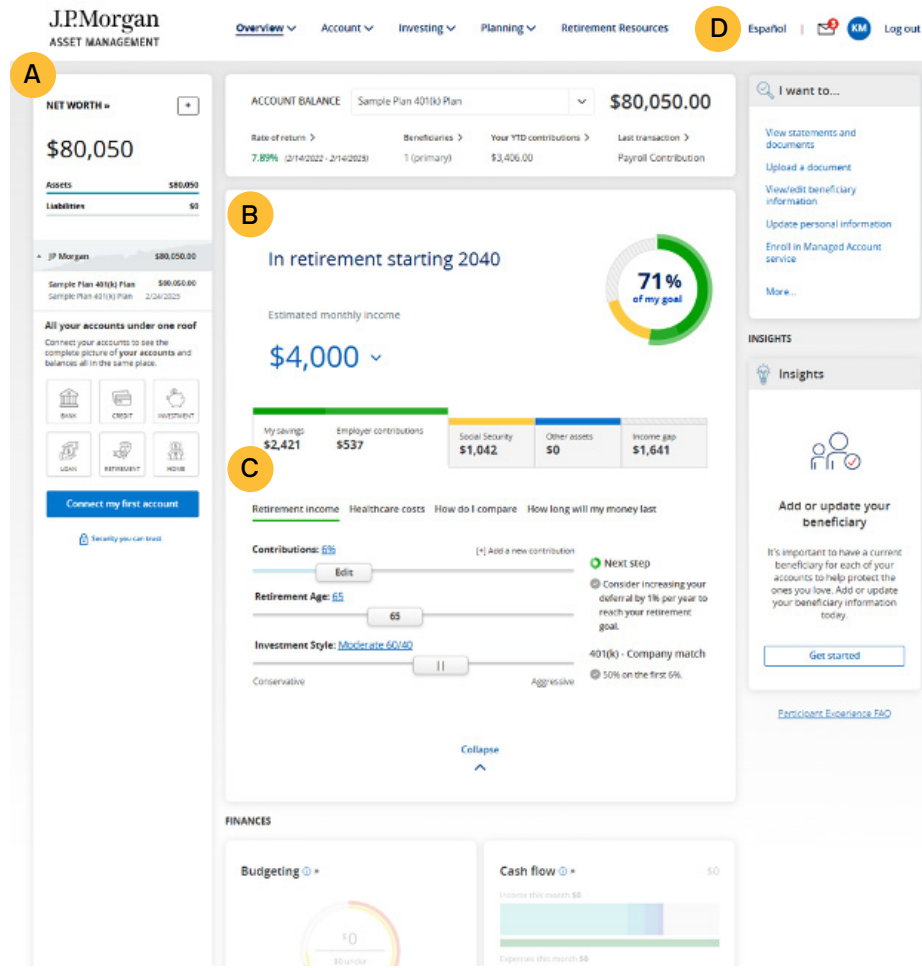 J.P.Morgan
ASSET MANAGEMENT
Overview
Account
Investing
Planning
Retirement Resources
D
Español
|
3
KM
Log out
A
NET WORTH »
+
$80,050
Assets $80,050
Liabilities $0
JP Morgan $80,050.00
Sample Plan 401(k) Plan $80,050.00
Sample Plan 401(k) Plan 2/24/2025
All your accounts under one roof
Connect your accounts to see the
complete picture of your accounts and
balances all in the same place.
BANK CREDIT INVESTMENT
LOAN RETIREMENT HOME
Connect my first account
Security you can trust
ACCOUNT BALANCE Sample Plan 401(k) Plan $80,050.00
Rate of return > Beneficiaries > Your YTD contributions > Last transaction >
7.89% (2/14/2022 - 2/14/2025) 1 (primary) $3,406.00 Payroll Contribution
B
In retirement starting 2040
71%
of my goal
Estimated monthly income
$4,000
My savings Employer contributions Social Security Other assets Income gap
$2,421 $537 $1,042 $0 $1,641
C
Retirement income Healthcare costs How do I compare How long will my money last
Contributions: 6% [+] Add a new contribution
Edit
Retirement Age: 65
65
Investment Style: Moderate 60/40
Conservative Aggressive
Next step
Consider increasing your
deferral by 1% per year to
reach your retirement
goal.
401(k) - Company match
50% on the first 6%.
Collapse
I want to...
View statements and
documents
Upload a document
View/edit beneficiary
information
Update personal information
Enroll in Managed Account
service
More...
INSIGHTS
Insights
Add or update your
beneficiary
It's important to have a current
beneficiary for each of your
accounts to help protect the
ones you love. Add or update
your beneficiary information
today.
Get started
Participant Experience FAQ
FINANCES
Budgeting »
$0
$0 under
Cash flow » $0
Income this month $0
Expenses this month $0